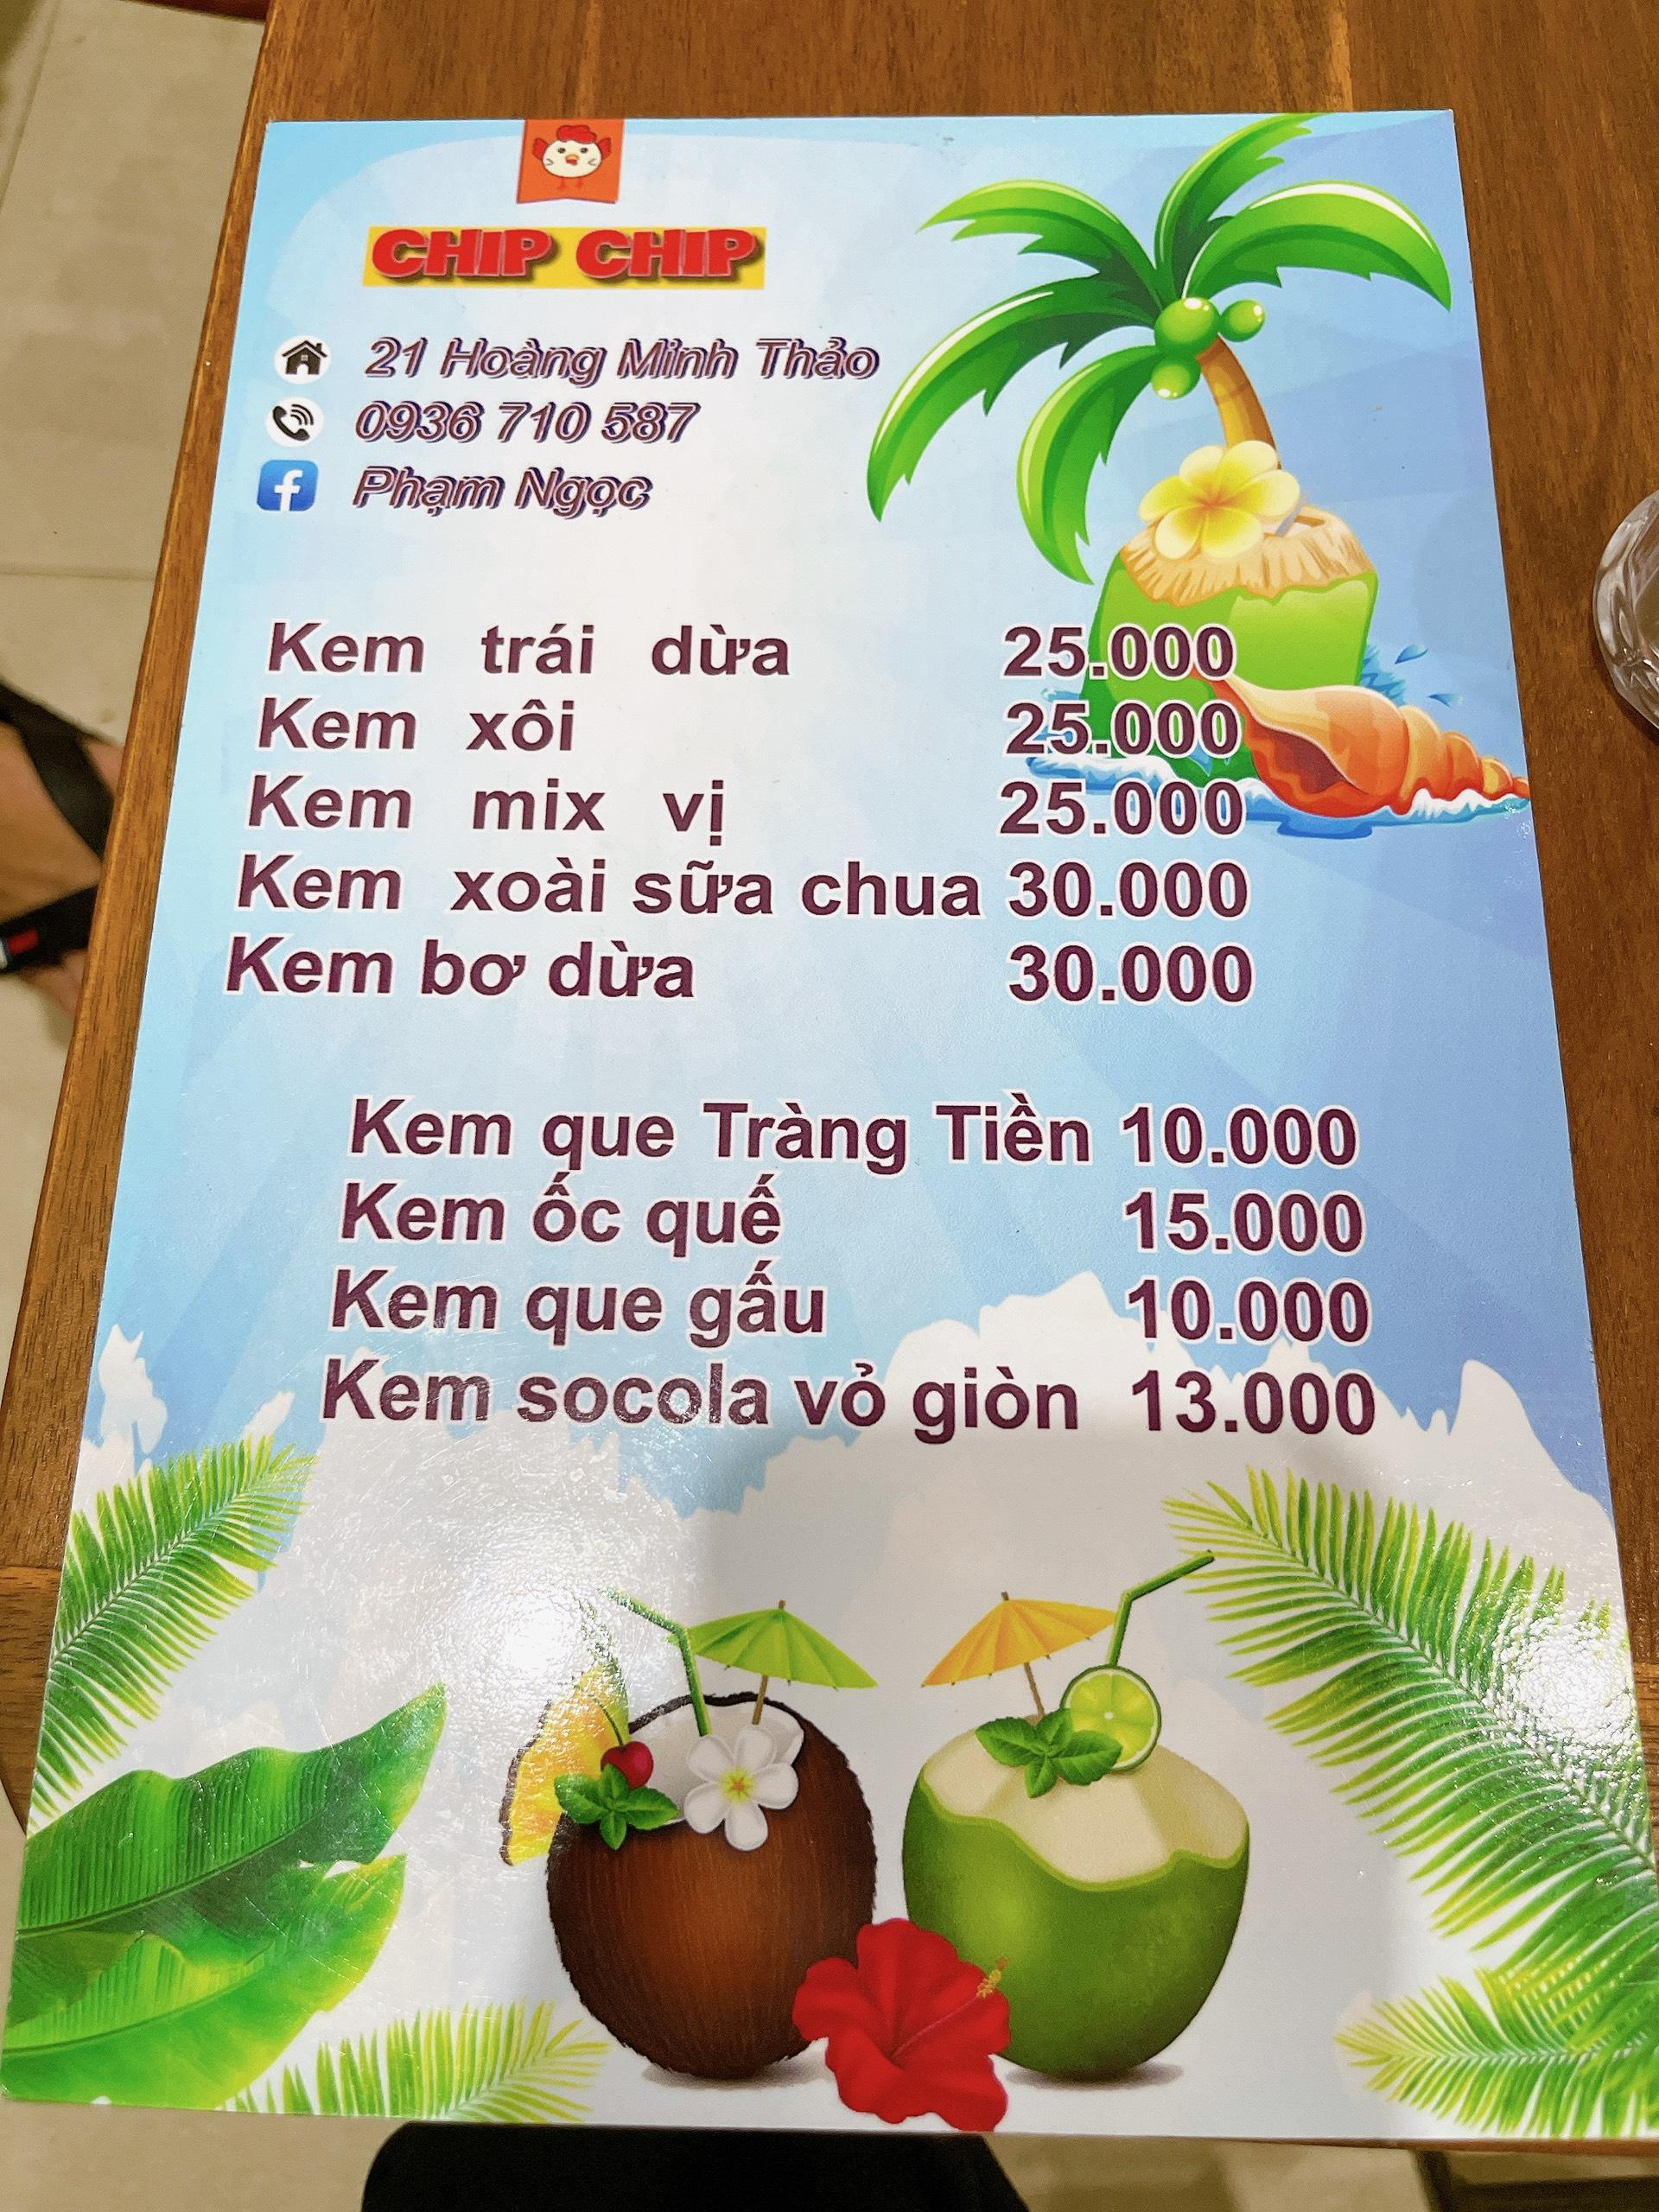 CHIP CHIP
21 Hoàng Minh Thảo
0936 710 587
Phạm Ngọc
Kem trái dừa 25.000
Kem xôi 25.000
Kem mix vị 25.000
Kem xoài sữa chua 30.000
Kem bơ dừa 30.000
Kem que Tràng Tiền 10.000
Kem ốc quế 15.000
Kem que gấu 10.000
Kem socola vỏ giòn 13.000